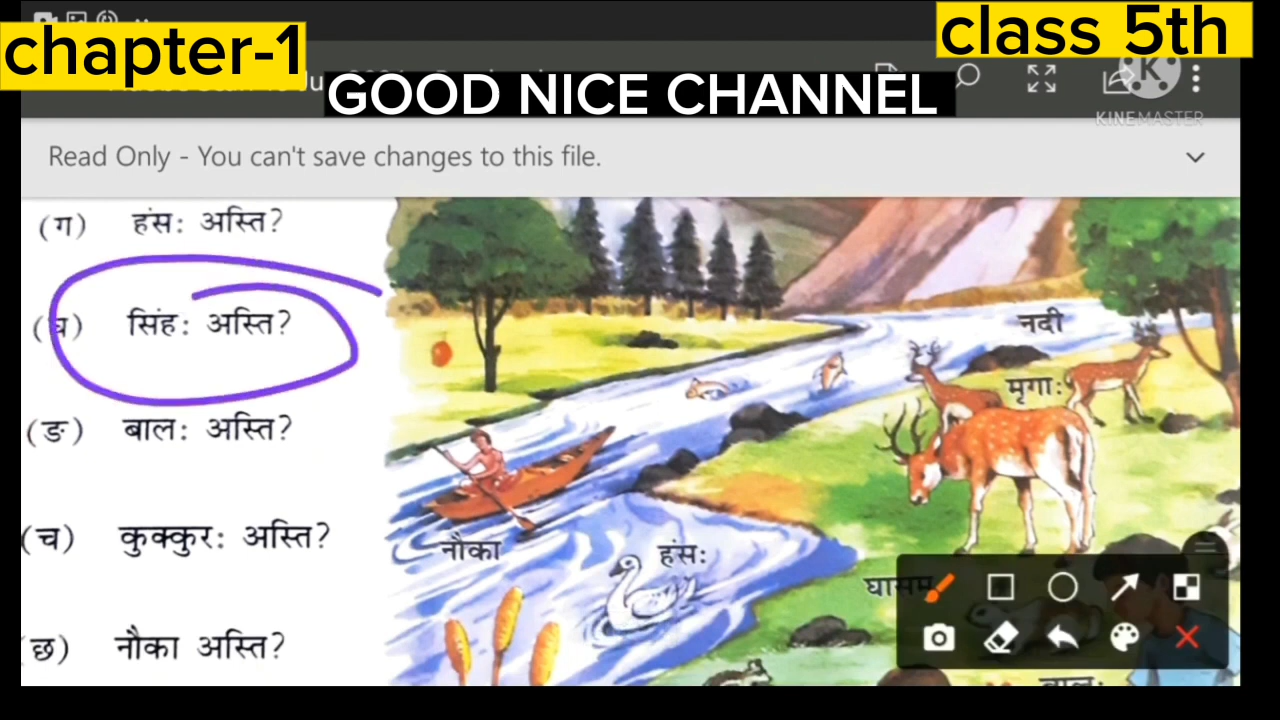 chapter-1
class 5th
GOOD NICE CHANNEL
KINEMASTER
Read Only - You can't save changes to this file.
(ग) हंसः अस्ति?
(घ) सिंहः अस्ति?
(ङ) बालः अस्ति?
(च) कुक्कुरः अस्ति?
छ) नौका अस्ति?
नदी
मृगाः
नौका
हंसः
घासम्